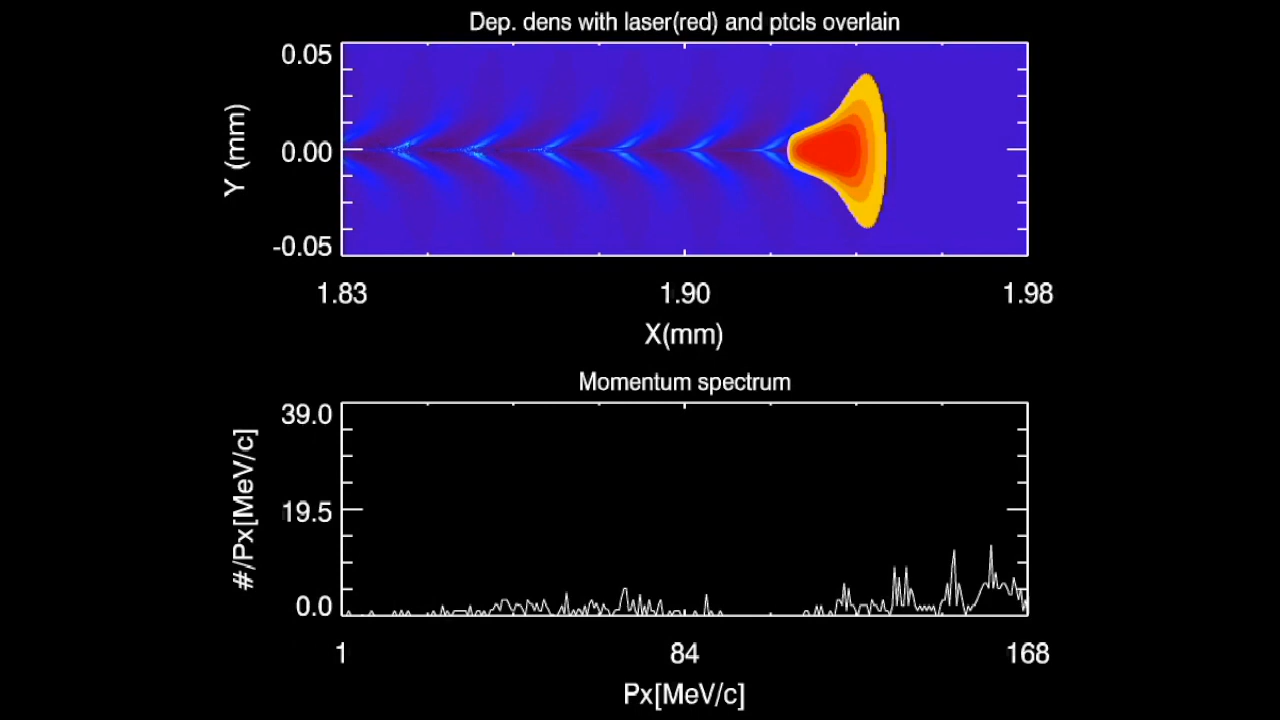 Dep. dens with laser(red) and ptcls overlain
0.05
0.00
-0.05
Y (mm)
1.83 1.90 1.98
X(mm)
Momentum spectrum
39.0
19.5
0.0
#/Px[MeV/c]
1 84 168
Px[MeV/c]